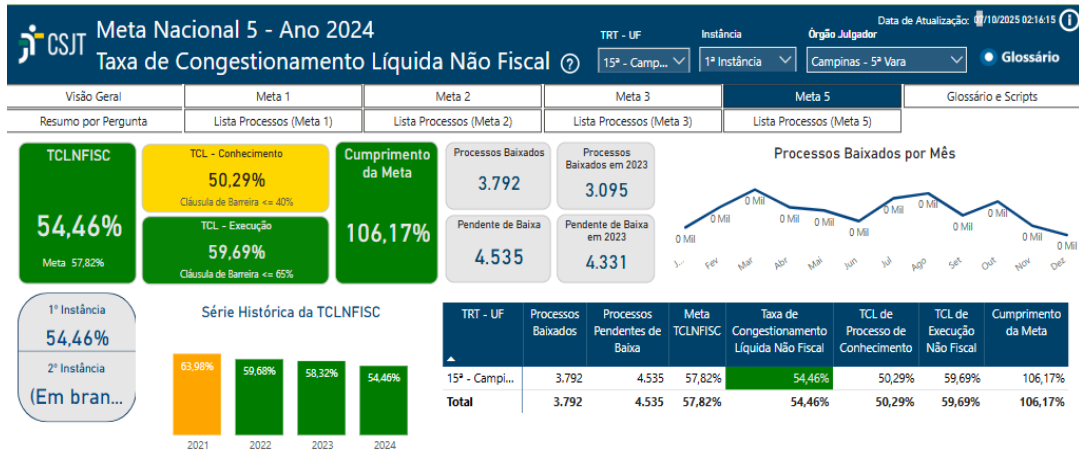 CSJT
Meta Nacional 5 - Ano 2024
Taxa de Congestionamento Líquida Não Fiscal
Data de Atualização: /10/2025 02:16:15
TRT - UF
Instância
Órgão Julgador
15ª - Camp...
1ª Instância
Campinas - 5ª Vara
Glossário
Visão Geral
Meta 1
Meta 2
Meta 3
Meta 5
Glossário e Scripts
Resumo por Pergunta
Lista Processos (Meta 1)
Lista Processos (Meta 2)
Lista Processos (Meta 3)
Lista Processos (Meta 5)
TCLNFISC
54,46%
Meta 57,82%
TCL - Conhecimento
50,29%
Cláusula de Barreira <= 40%
TCL - Execução
59,69%
Cláusula de Barreira <= 65%
Cumprimento
da Meta
106,17%
Processos Baixados
3.792
Processos
Baixados em 2023
3.095
Pendente de Baixa
4.535
Pendente de Baixa
em 2023
4.331
Processos Baixados por Mês
0 Mil
0 Mil
0 Mil
0 Mil
0 Mil
0 Mil
0 Mil
0 Mil
0 Mil
0 Mil
0 Mil
0 Mil
J...
Fev
Mar
Abr
Mai
Jun
Jul
Ago
Set
Out
Nov
Dez
1º Instância
54,46%
2º Instância
(Em bran...
Série Histórica da TCLNFISC
63,98%
59,68%
58,32%
54,46%
2021
2022
2023
2024
TRT - UF
Processos
Baixados
Processos
Pendentes de
Baixa
Meta
TCLNFISC
Taxa de
Congestionamento
Líquida Não Fiscal
TCL de
Processo de
Conhecimento
TCL de
Execução
Não Fiscal
Cumprimento
da Meta
15ª - Campi... 3.792 4.535 57,82% 54,46% 50,29% 59,69% 106,17%
Total 3.792 4.535 57,82% 54,46% 50,29% 59,69% 106,17%